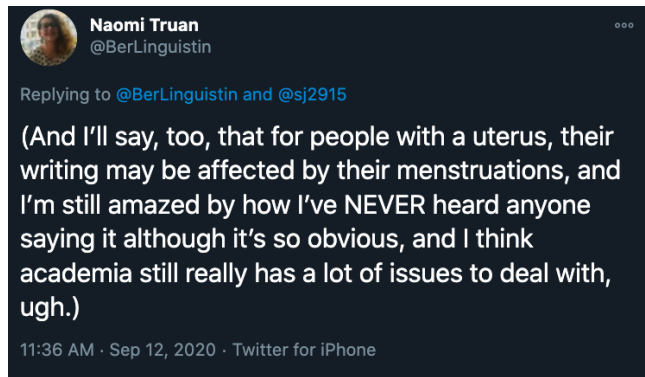 Naomi Truan
@BerLinguistin
Replying to @BerLinguistin and @sj2915
(And I’ll say, too, that for people with a uterus, their
writing may be affected by their menstruations, and
I’m still amazed by how I’ve NEVER heard anyone
saying it although it’s so obvious, and I think
academia still really has a lot of issues to deal with,
ugh.)
11:36 AM · Sep 12, 2020 · Twitter for iPhone